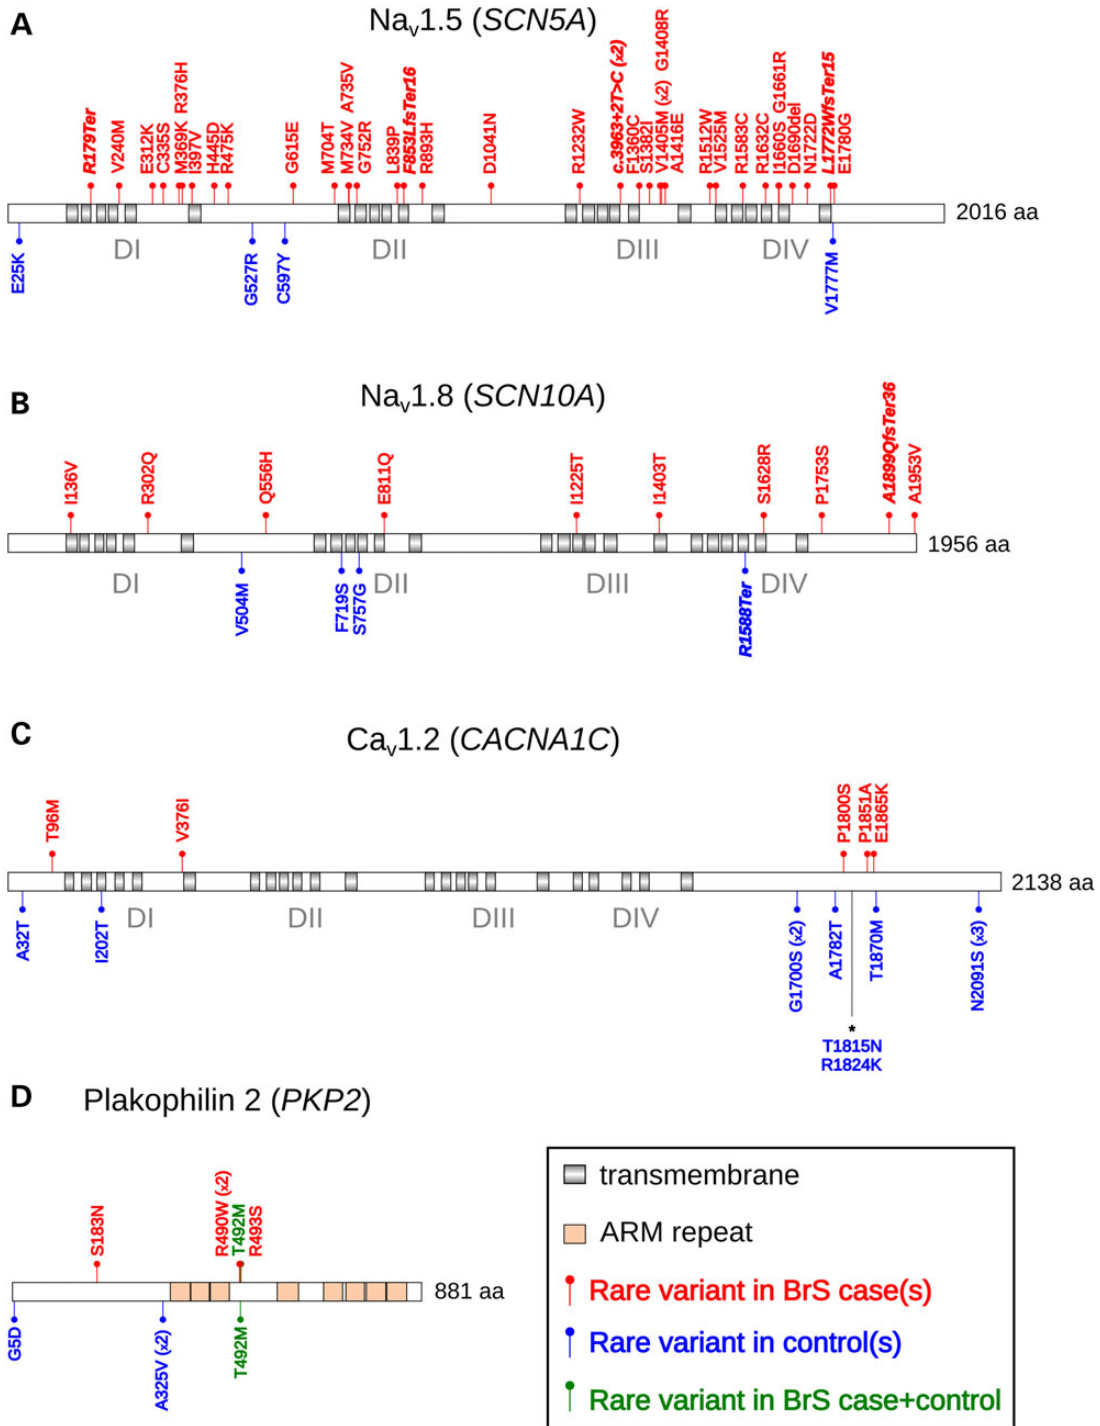 A
Nav1.5 (SCN5A)
R179Ter
V240M
E312K
C335S
M369K R376H
I397V
H445D
R475K
G615E
M704T
M734V A735V
G752R
L839P
F853LfsTer16
R893H
D1041N
R1232W
c.3963+2T>C (x2)
F1360C
S1382I
V1405M (x2) G1408R
A1416E
R1512W
V1525M
R1583C
R1632C
I1660S G1661R
D1690del
N1722D
L1772WfsTer15
E1780G
2016 aa
DI
DII
DIII
DIV
E25K
G527R
C597Y
V1777M
B
Nav1.8 (SCN10A)
I136V
R302Q
Q556H
E811Q
I1225T
I1403T
S1628R
P1753S
A1899QfsTer36
A1953V
1956 aa
DI
DII
DIII
DIV
V504M
F719S
S757G
R1588Ter
C
Cav1.2 (CACNA1C)
T96M
V376I
P1800S
P1851A
E1865K
2138 aa
DI
DII
DIII
DIV
A32T
I202T
G1700S (x2)
A1782T
T1870M
N2091S (x3)
*
T1815N
R1824K
D
Plakophilin 2 (PKP2)
S183N
R490W (x2)
T492M
R493S
881 aa
G5D
A325V (x2)
T492M
transmembrane
ARM repeat
Rare variant in BrS case(s)
Rare variant in control(s)
Rare variant in BrS case+control